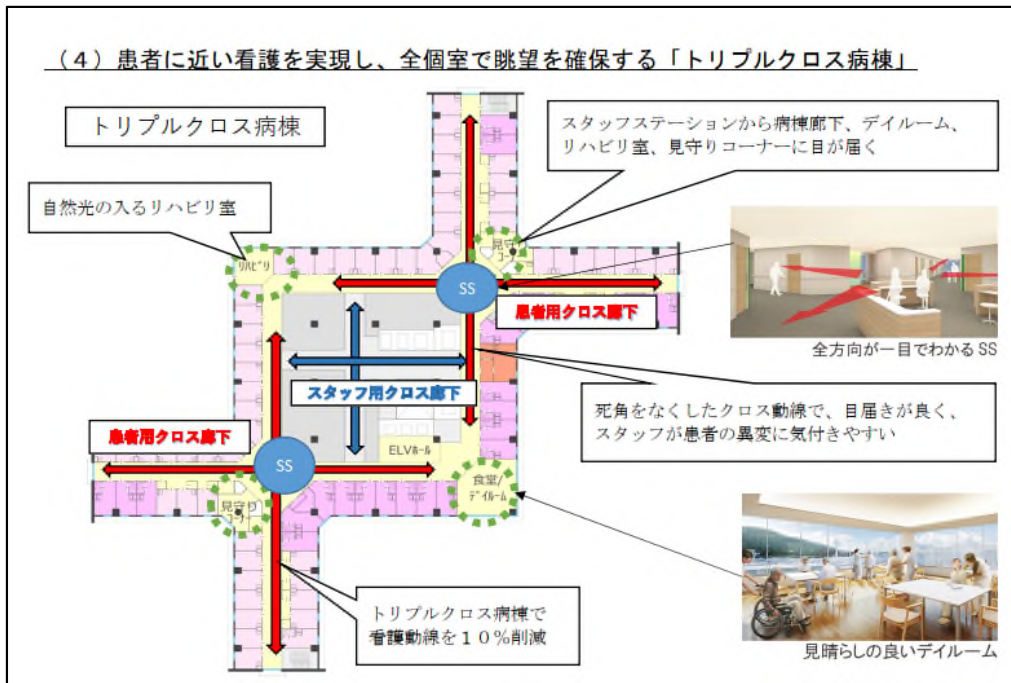 （４）患者に近い看護を実現し、全個室で眺望を確保する「トリプルクロス病棟」
トリプルクロス病棟
スタッフステーションから病棟廊下、デイルーム、
リハビリ室、見守りコーナーに目が届く
自然光の入るリハビリ室
リハビリ
見守り
コーナー
SS
患者用クロス廊下
全方向が一目でわかる SS
スタッフ用クロス廊下
死角をなくしたクロス動線で、目届きが良く、
スタッフが患者の異変に気付きやすい
患者用クロス廊下
ELVホール
SS
食堂/
デイルーム
見守り
コーナー
トリプルクロス病棟で
看護動線を１０％削減
見晴らしの良いデイルーム